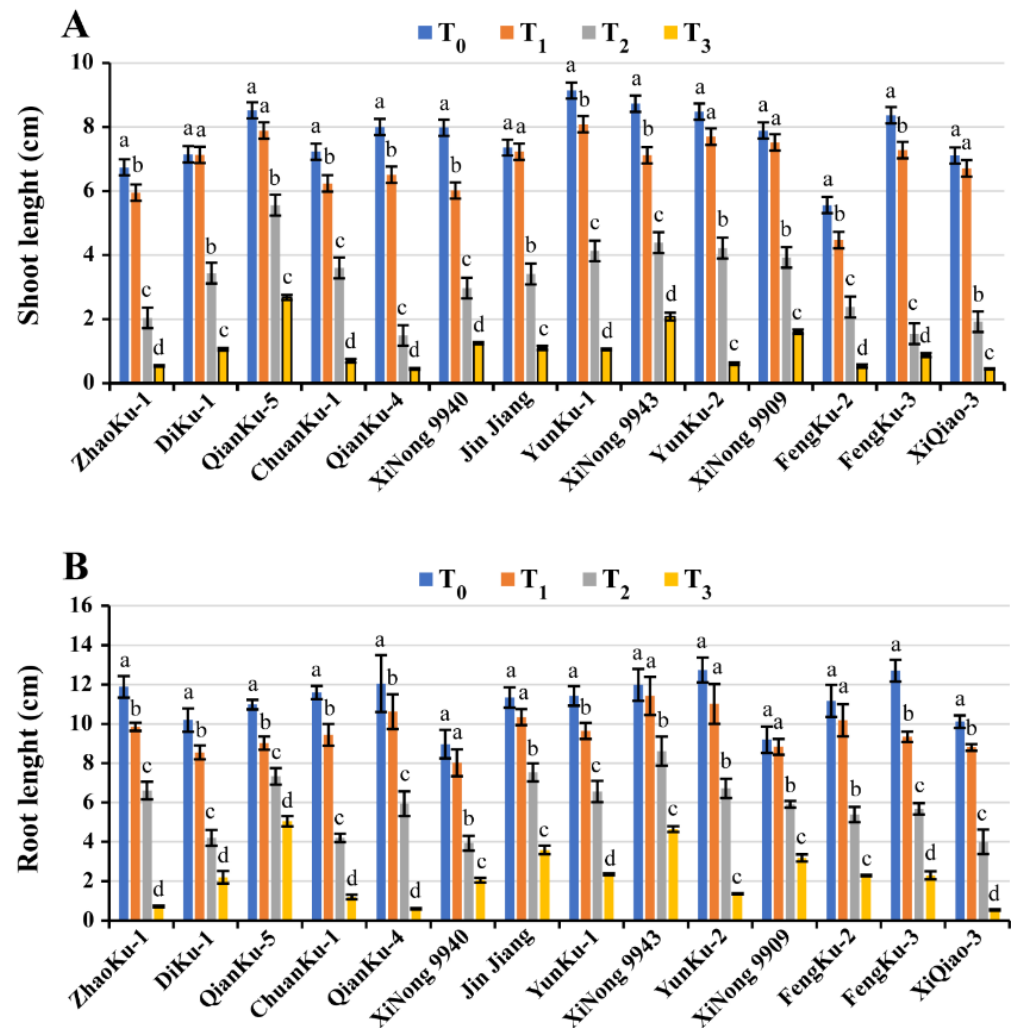 A
T0 T1 T2 T3
Shoot lenght (cm)
10
8
6
4
2
0
a b c d
a a b c
a a b c
a b c d
a b c d
a b c d
a a b c
a b c d
a b c d
a a b c
a a b c
a b c d
a b c d
a a b c
ZhaoKu-1
DiKu-1
QianKu-5
ChuanKu-1
QianKu-4
XiNong 9940
Jin Jiang
YunKu-1
XiNong 9943
YunKu-2
XiNong 9909
FengKu-2
FengKu-3
XiQiao-3
B
T0 T1 T2 T3
Root lenght (cm)
16
14
12
10
8
6
4
2
0
a b c d
a b c d
a b c d
a b c d
a b c d
a a b c
a a b c
a b c d
a a b c
a a b c
a a b c
a a b c
a b c d
a b c d
ZhaoKu-1
DiKu-1
QianKu-5
ChuanKu-1
QianKu-4
XiNong 9940
Jin Jiang
YunKu-1
XiNong 9943
YunKu-2
XiNong 9909
FengKu-2
FengKu-3
XiQiao-3